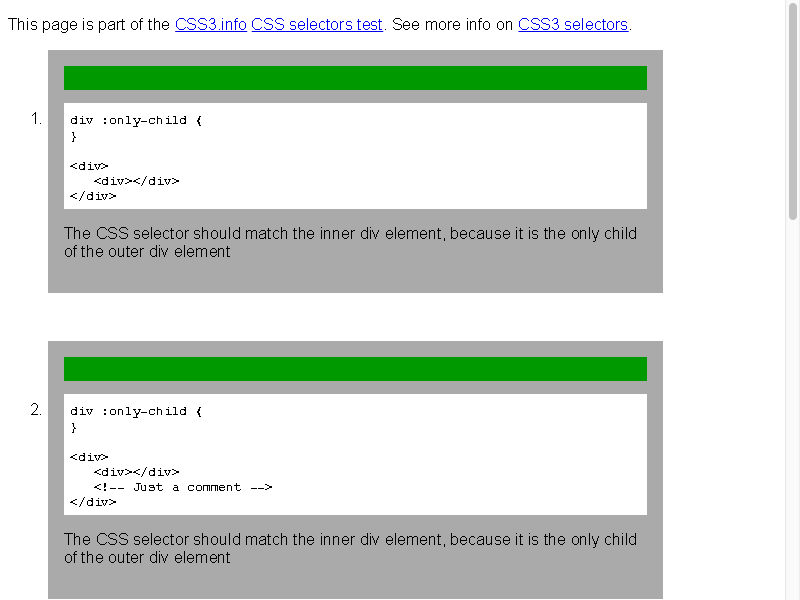 This page is part of the CSS3.info CSS selectors test. See more info on CSS3 selectors.
1.
div :only-child {
}
<div>
<div></div>
</div>
The CSS selector should match the inner div element, because it is the only child
of the outer div element
2.
div :only-child {
}
<div>
<div></div>
<!-- Just a comment -->
</div>
The CSS selector should match the inner div element, because it is the only child
of the outer div element